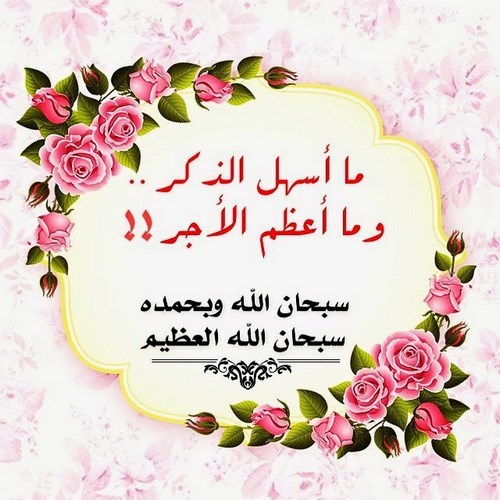 ما أسهل الذكر ..
وما أعظم الأجر !!
سبحان الله وبحمده
سبحان الله العظيم